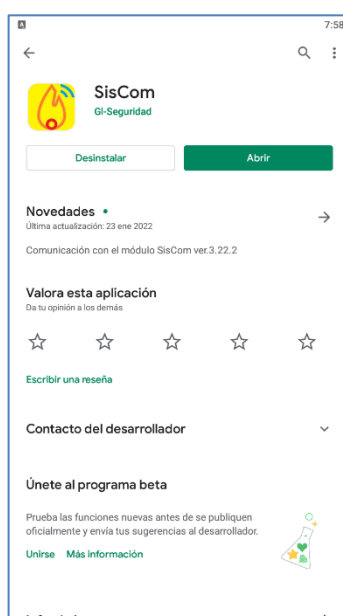 7:58
SisCom
GI-Seguridad
Desinstalar
Abrir
Novedades
Última actualización: 23 ene 2022
Comunicación con el módulo SisCom ver.3.22.2
Valora esta aplicación
Da tu opinión a los demás
Escribir una reseña
Contacto del desarrollador
Únete al programa beta
Prueba las funciones nuevas antes de se publiquen
oficialmente y envía tus sugerencias al desarrollador.
Unirse Más información